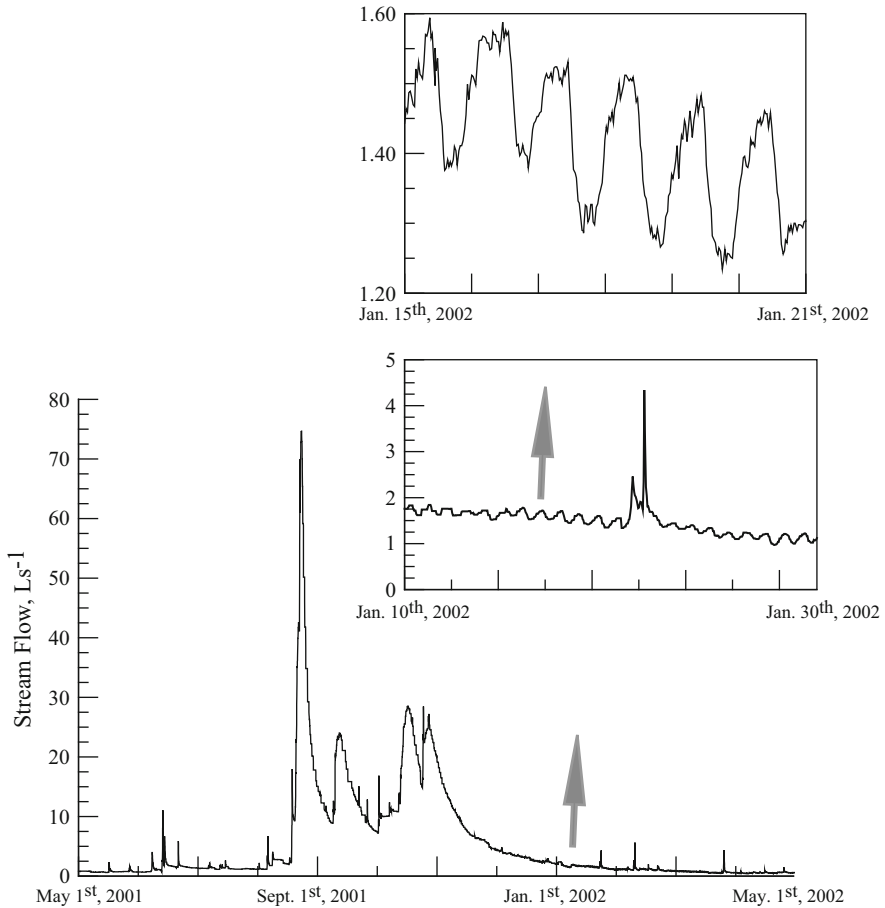 1.60
1.40
1.20
Jan. 15th, 2002
Jan. 21st, 2002
5
4
3
2
1
0
Jan. 10th, 2002
Jan. 30th, 2002
80
70
60
50
40
30
20
10
0
Stream Flow, Ls-1
May 1st, 2001
Sept. 1st, 2001
Jan. 1st, 2002
May. 1st, 2002